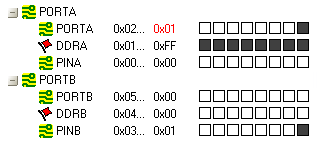 PORTA
PORTA 0x02... 0x01
DDRA 0x01... 0xFF
PINA 0x00... 0x00
PORTB
PORTB 0x05... 0x00
DDRB 0x04... 0x00
PINB 0x03... 0x01